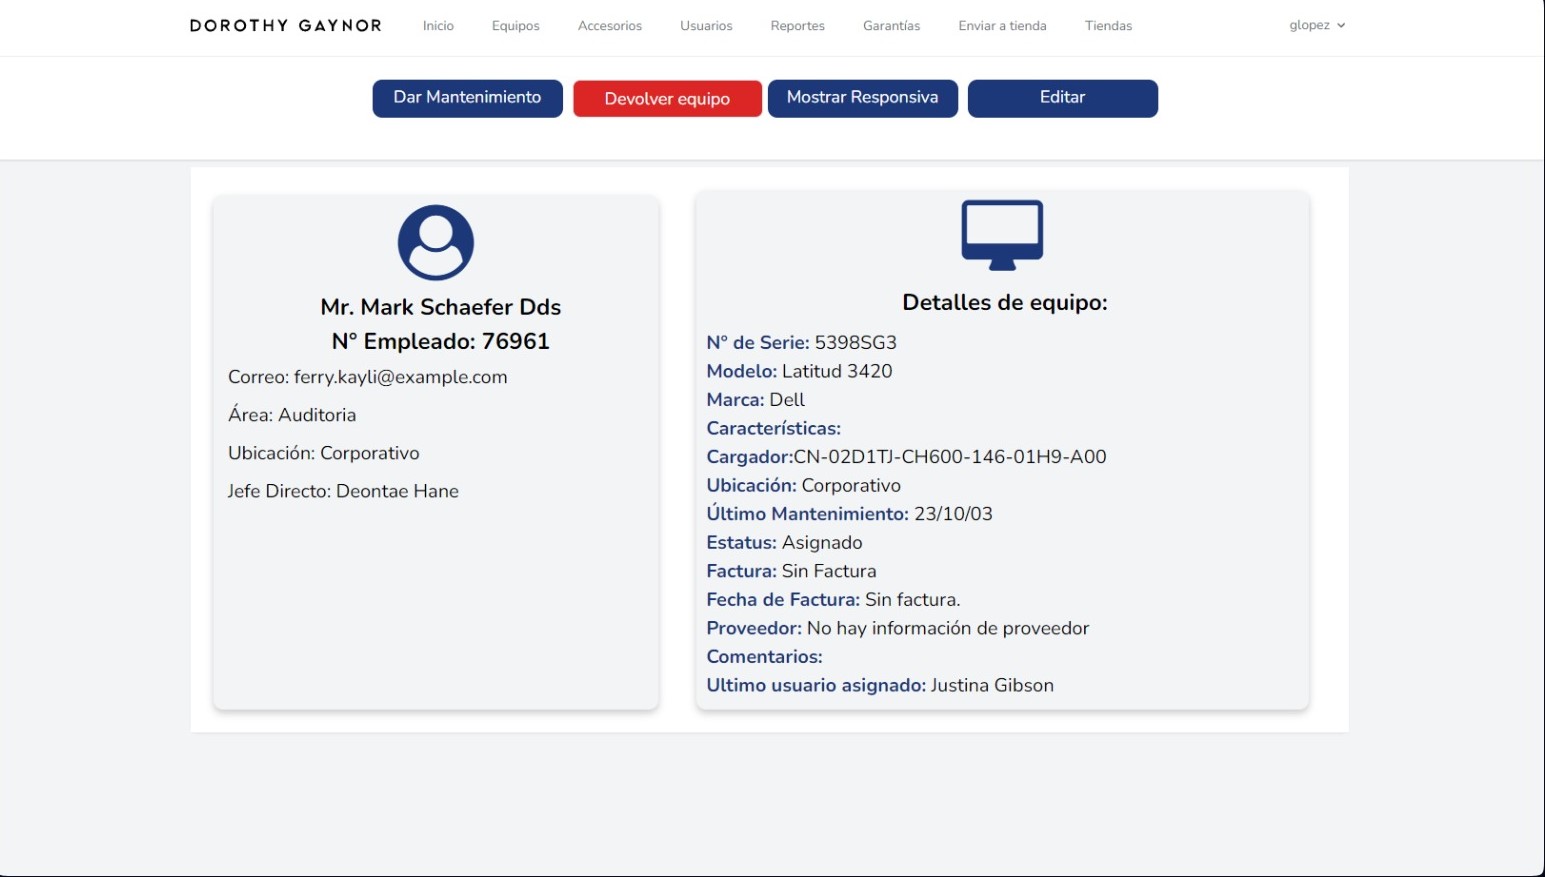 DOROTHY GAYNOR Inicio Equipos Accesorios Usuarios Reportes Garantías Enviar a tienda Tiendas glopez
Dar Mantenimiento Devolver equipo Mostrar Responsiva Editar
Mr. Mark Schaefer Dds
N° Empleado: 76961
Correo: ferry.kayli@example.com
Área: Auditoria
Ubicación: Corporativo
Jefe Directo: Deontae Hane
Detalles de equipo:
N° de Serie: 5398SG3
Modelo: Latitud 3420
Marca: Dell
Características:
Cargador:CN-02D1TJ-CH600-146-01H9-A00
Ubicación: Corporativo
Último Mantenimiento: 23/10/03
Estatus: Asignado
Factura: Sin Factura
Fecha de Factura: Sin factura.
Proveedor: No hay información de proveedor
Comentarios:
Ultimo usuario asignado: Justina Gibson